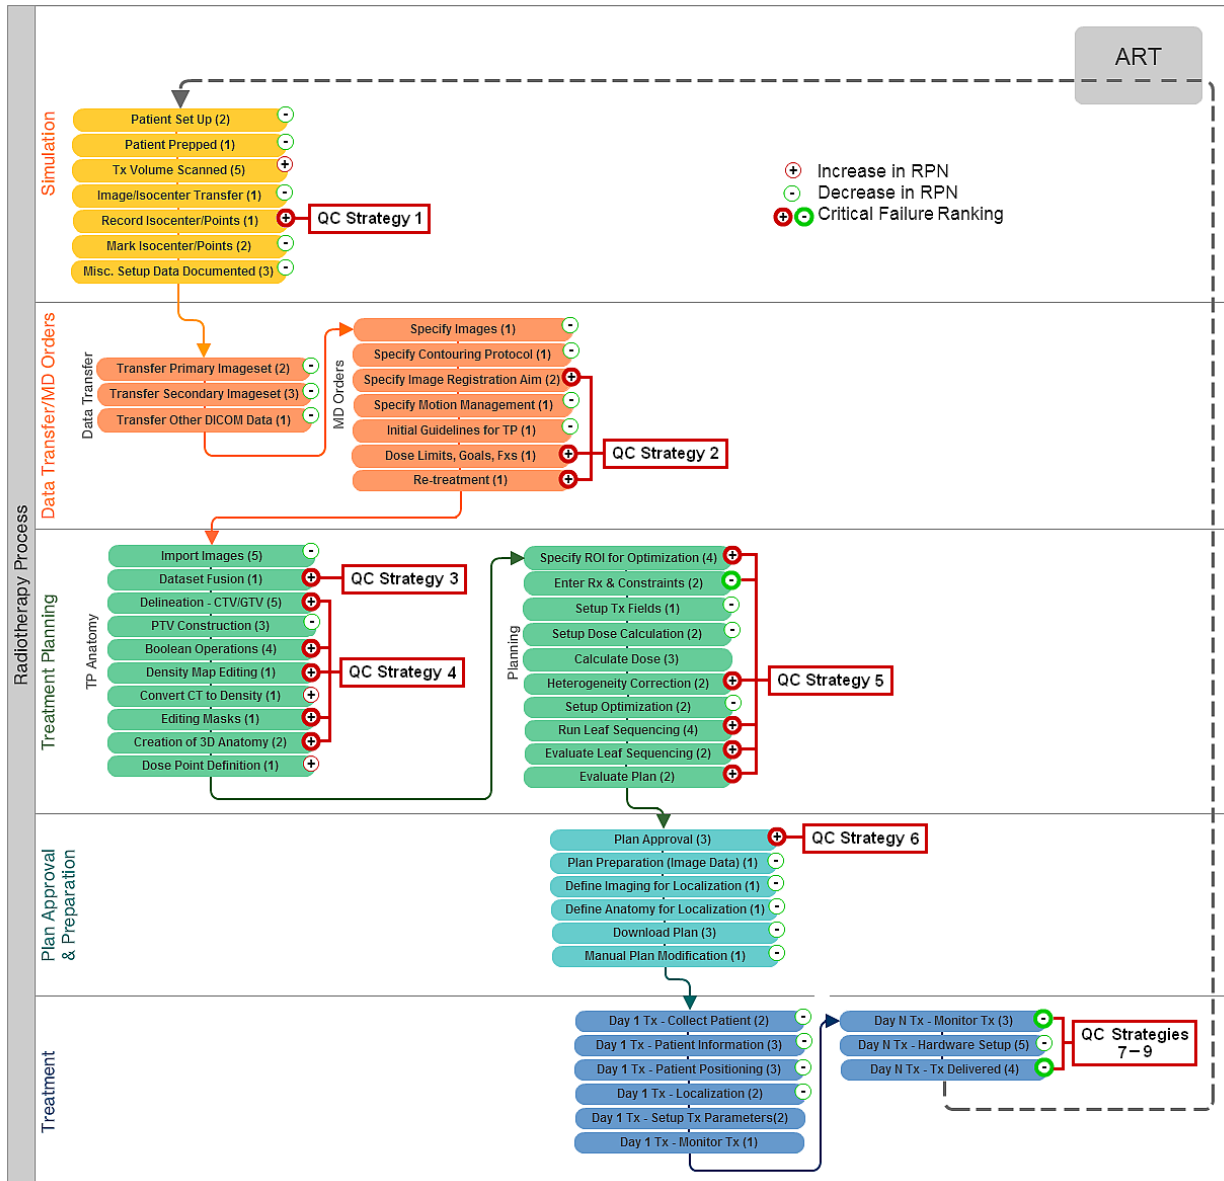 ART
Radiotherapy Process
Simulation
Patient Set Up (2) -
Patient Prepped (1) -
Tx Volume Scanned (5) +
Image/Isocenter Transfer (1) -
Record Isocenter/Points (1) +
QC Strategy 1
Mark Isocenter/Points (2) -
Misc. Setup Data Documented (3) -
+ Increase in RPN
- Decrease in RPN
+ - Critical Failure Ranking
Data Transfer/MD Orders
Data Transfer
Transfer Primary Imageset (2) -
Transfer Secondary Imageset (3) -
Transfer Other DICOM Data (1) -
MD Orders
Specify Images (1) -
Specify Contouring Protocol (1) -
Specify Image Registration Aim (2) +
Specify Motion Management (1) -
Initial Guidelines for TP (1) -
Dose Limits, Goals, Fxs (1) +
Re-treatment (1) +
QC Strategy 2
Treatment Planning
TP Anatomy
Import Images (5) -
Dataset Fusion (1) +
QC Strategy 3
Delineation - CTV/GTV (5) +
PTV Construction (3) -
Boolean Operations (4) +
Density Map Editing (1) +
QC Strategy 4
Convert CT to Density (1) +
Editing Masks (1) +
Creation of 3D Anatomy (2) +
Dose Point Definition (1) +
Planning
Specify ROI for Optimization (4) +
Enter Rx & Constraints (2) -
Setup Tx Fields (1) -
Setup Dose Calculation (2) -
Calculate Dose (3)
Heterogeneity Correction (2) +
QC Strategy 5
Setup Optimization (2) -
Run Leaf Sequencing (4) +
Evaluate Leaf Sequencing (2) +
Evaluate Plan (2) +
Plan Approval
& Preparation
Plan Approval (3) +
QC Strategy 6
Plan Preparation (Image Data) (1) -
Define Imaging for Localization (1) -
Define Anatomy for Localization (1) -
Download Plan (3) -
Manual Plan Modification (1) -
Treatment
Day 1 Tx - Collect Patient (2) -
Day 1 Tx - Patient Information (3) -
Day 1 Tx - Patient Positioning (3) -
Day 1 Tx - Localization (2) -
Day 1 Tx - Setup Tx Parameters(2)
Day 1 Tx - Monitor Tx (1)
Day N Tx - Monitor Tx (3) -
Day N Tx - Hardware Setup (5) -
Day N Tx - Tx Delivered (4) -
QC Strategies
7–9